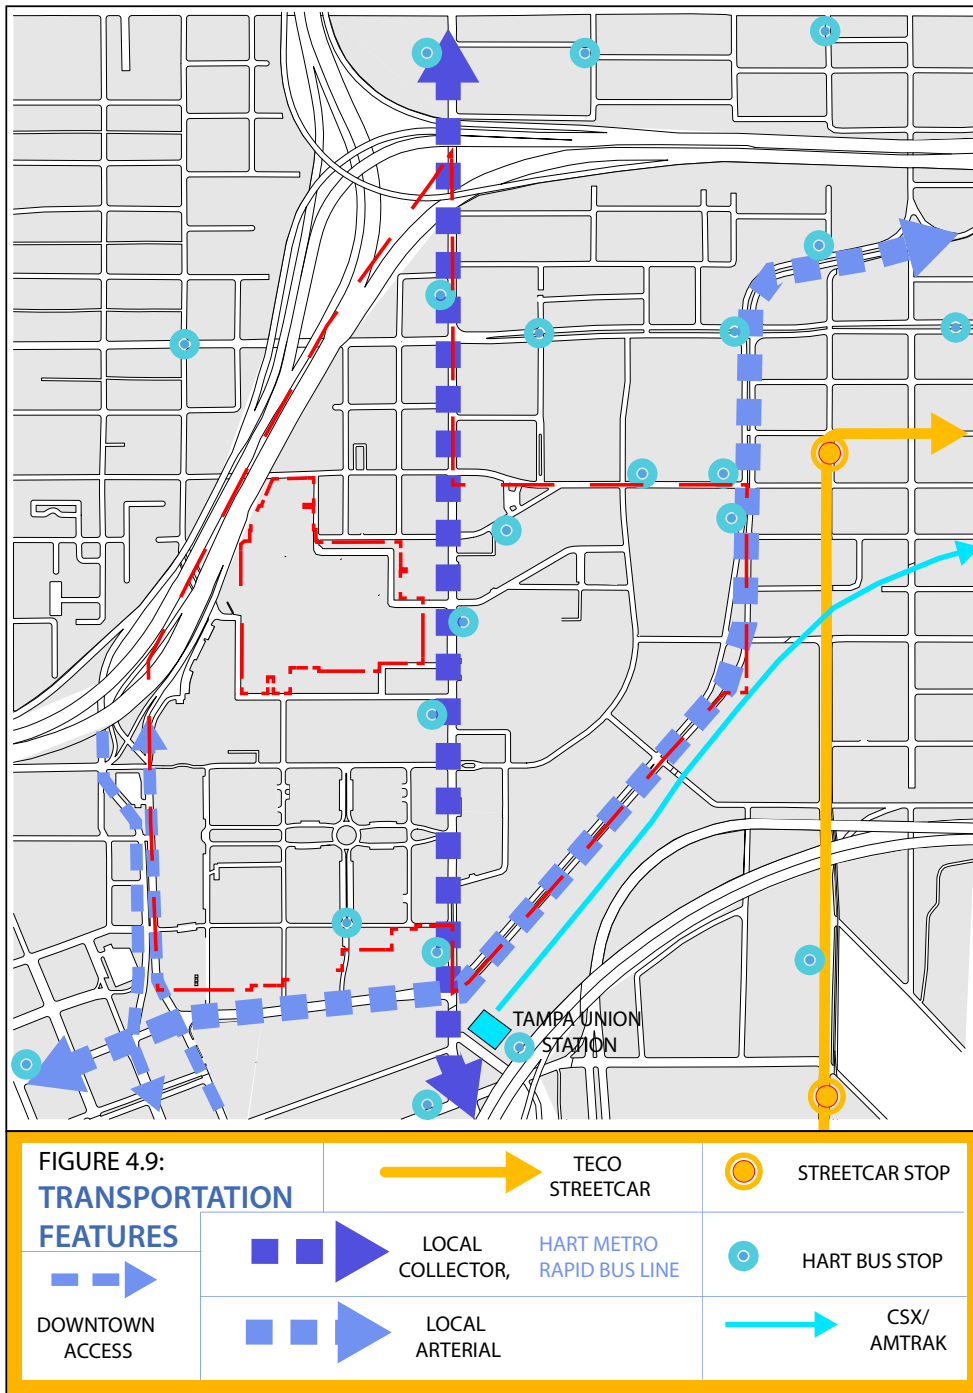 TAMPA UNION
STATION
FIGURE 4.9:
TRANSPORTATION
FEATURES
DOWNTOWN
ACCESS
TECO
STREETCAR
LOCAL
COLLECTOR,
HART METRO
RAPID BUS LINE
LOCAL
ARTERIAL
STREETCAR STOP
HART BUS STOP
CSX/
AMTRAK